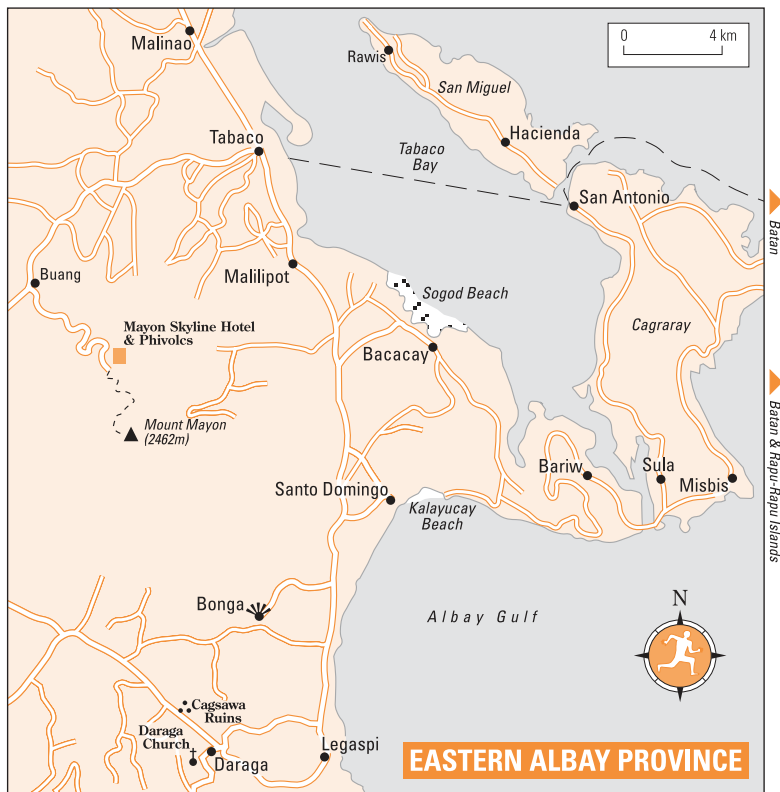 Malinao
0 4 km
Rawis
San Miguel
Hacienda
Tabaco
Tabaco
Bay
San Antonio
Batan
Buang
Malilipot
Sogod Beach
Cagraray
Mayon Skyline Hotel
& Phivolcs
Bacacay
Mount Mayon
(2462m)
Batan & Rapu-Rapu Islands
Bariw
Sula
Misbis
Santo Domingo
Kalayucay
Beach
Bonga
Albay Gulf
N
Cagsawa
Ruins
Daraga
Church
Daraga
Legaspi
EASTERN ALBAY PROVINCE